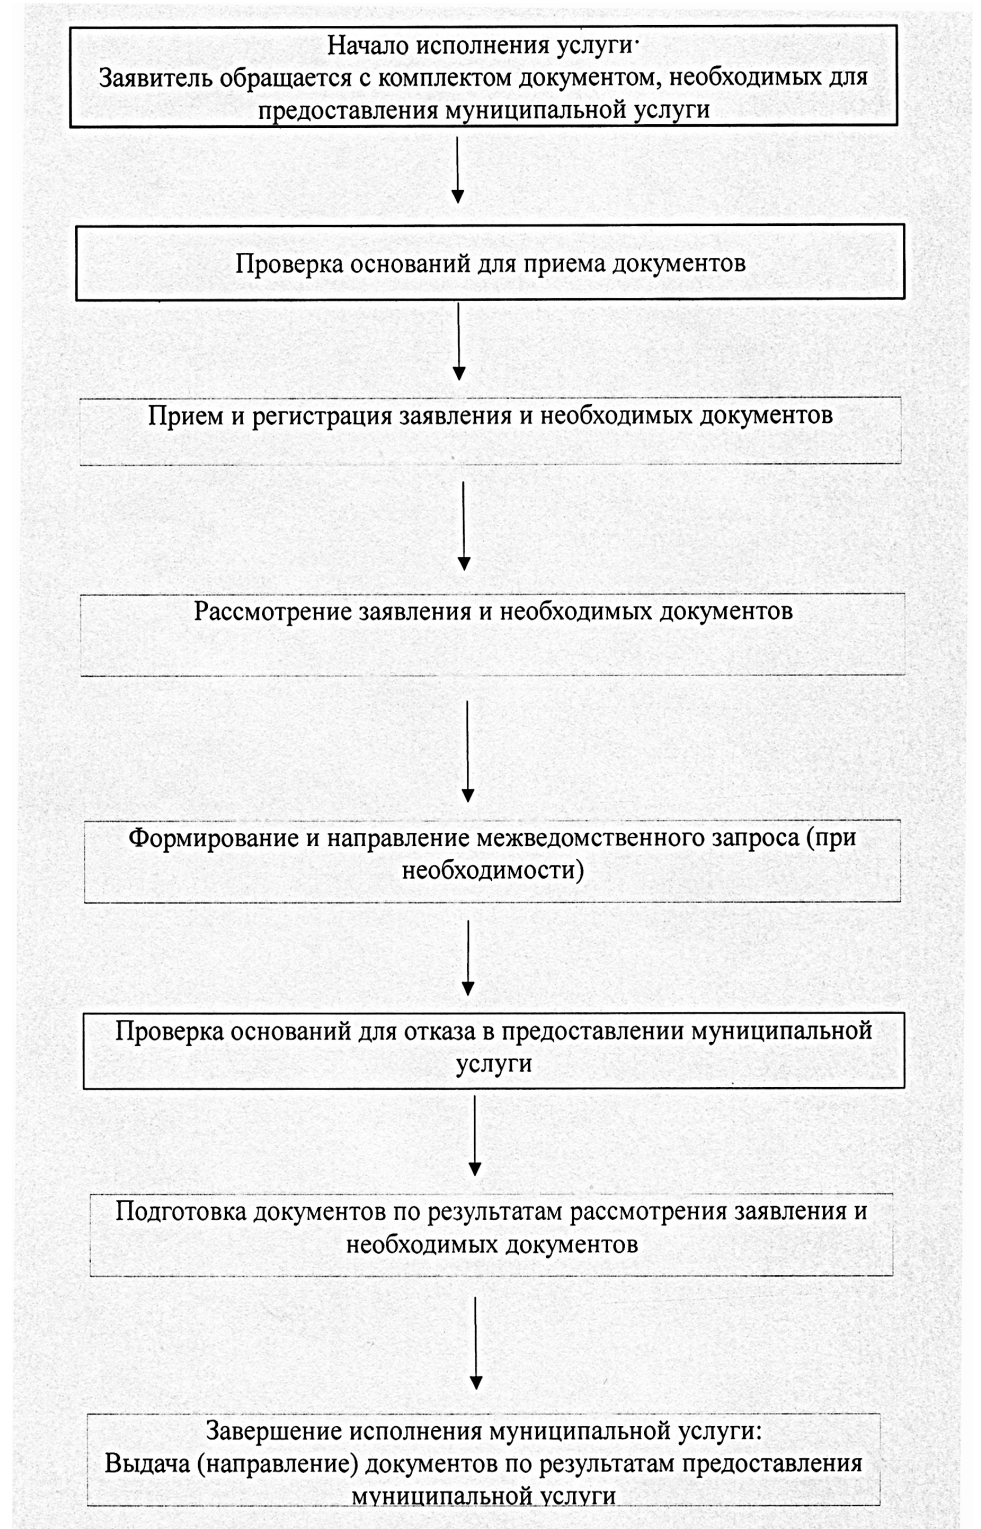 Начало исполнения услуги:
Заявитель обращается с комплектом документом, необходимых для
предоставления муниципальной услуги
Проверка оснований для приема документов
Прием и регистрация заявления и необходимых документов
Рассмотрение заявления и необходимых документов
Формирование и направление межведомственного запроса (при
необходимости)
Проверка оснований для отказа в предоставлении муниципальной
услуги
Подготовка документов по результатам рассмотрения заявления и
необходимых документов
Завершение исполнения муниципальной услуги:
Выдача (направление) документов по результатам предоставления
муниципальной услуги